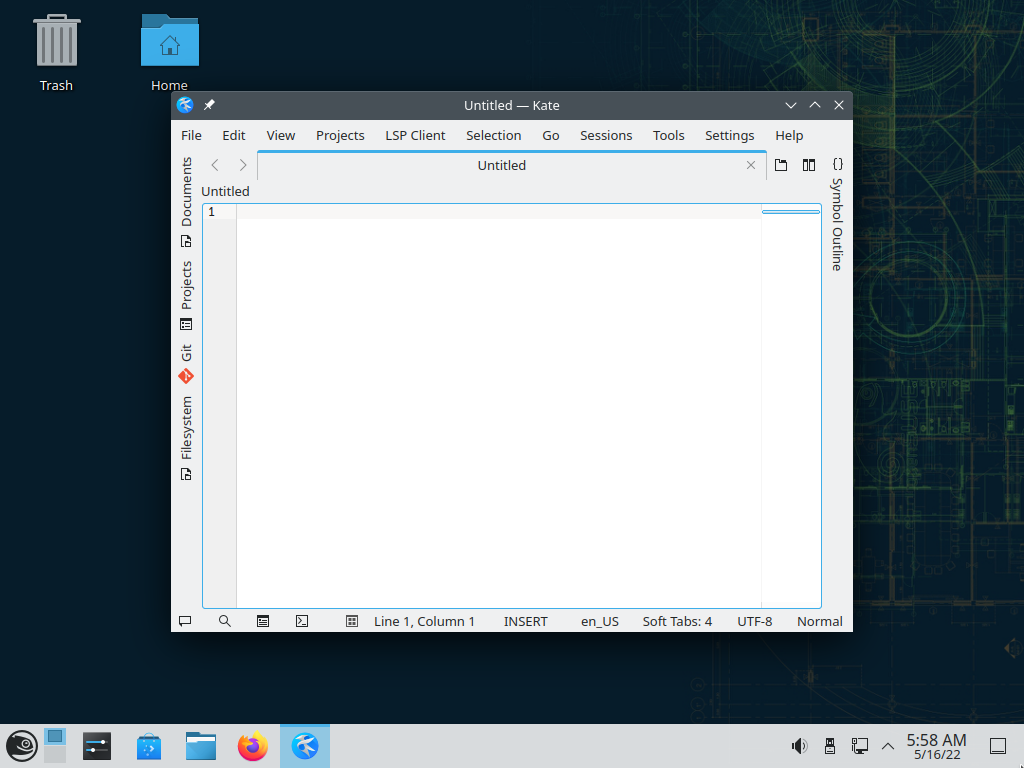 Trash
Home
Untitled — Kate
File Edit View Projects LSP Client Selection Go Sessions Tools Settings Help
Untitled
Untitled
1
Documents
Projects
Git
Filesystem
Symbol Outline
Line 1, Column 1 INSERT en_US Soft Tabs: 4 UTF-8 Normal
5:58 AM
5/16/22